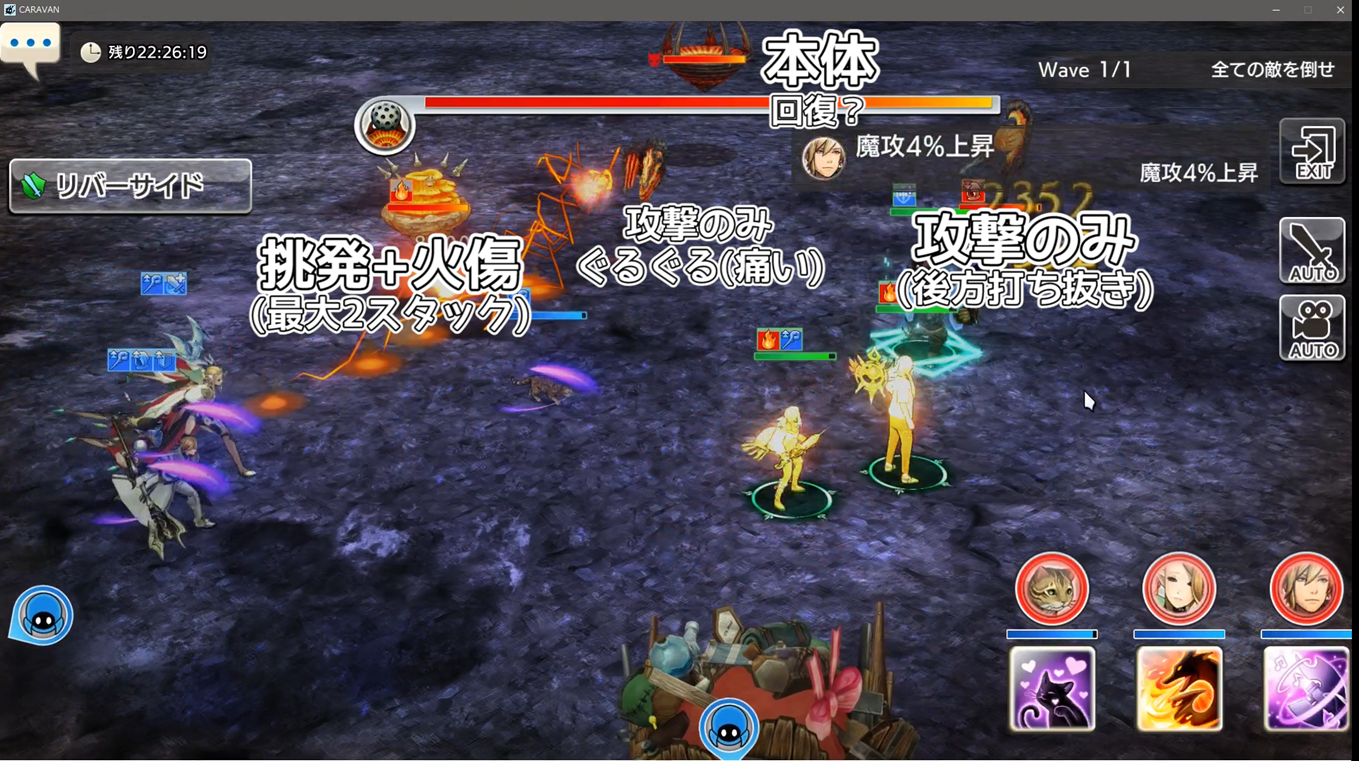 CARAVAN
残り22:26:19
本体
回復？
Wave 1/1
全ての敵を倒せ
魔攻4%上昇
魔攻4%上昇
EXIT
リバーサイド
2352
攻撃のみ
ぐるぐる(痛い)
攻撃のみ
(後方打ち抜き)
挑発+火傷
(最大2スタック)
AUTO
AUTO